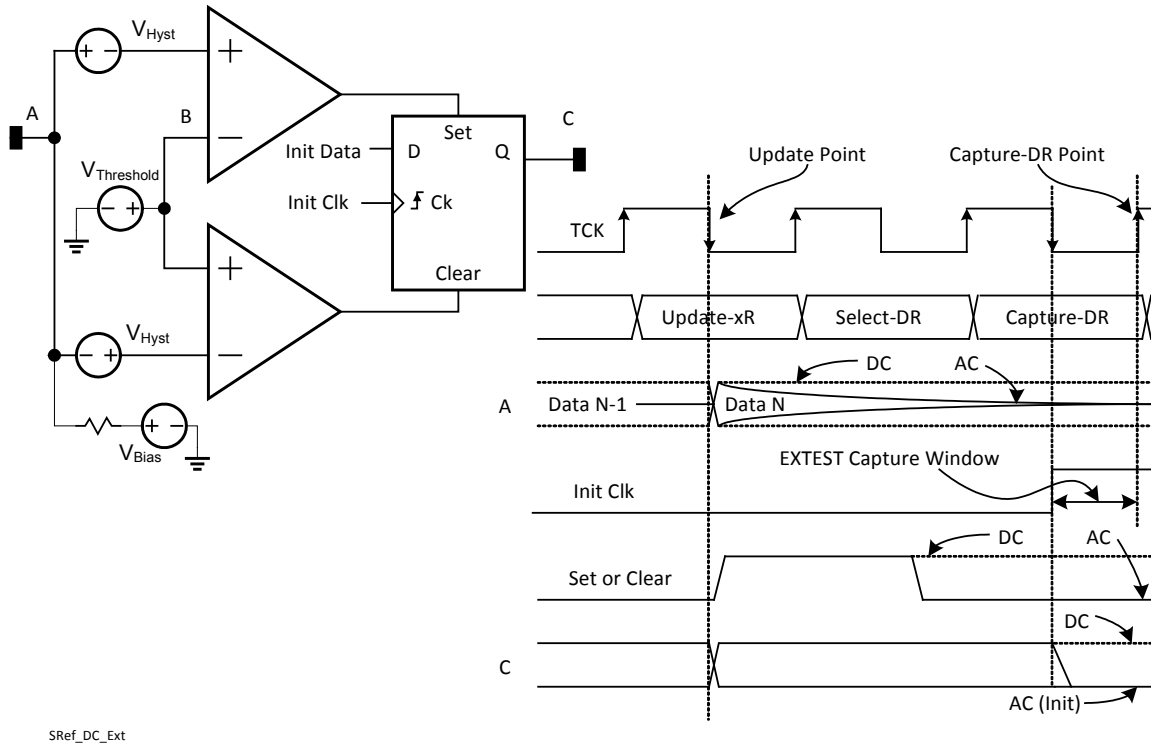 V_Hyst
A
B
V_Threshold
Init Data
Init Clk
Set
D
Q
Ck
Clear
C
V_Hyst
V_Bias
Update Point
Capture-DR Point
TCK
Update-xR
Select-DR
Capture-DR
DC
AC
A
Data N-1
Data N
EXTEST Capture Window
Init Clk
DC
AC
Set or Clear
DC
C
AC (Init)
SRef_DC_Ext
+ -
+
−
- +
+
−
- +
+ -